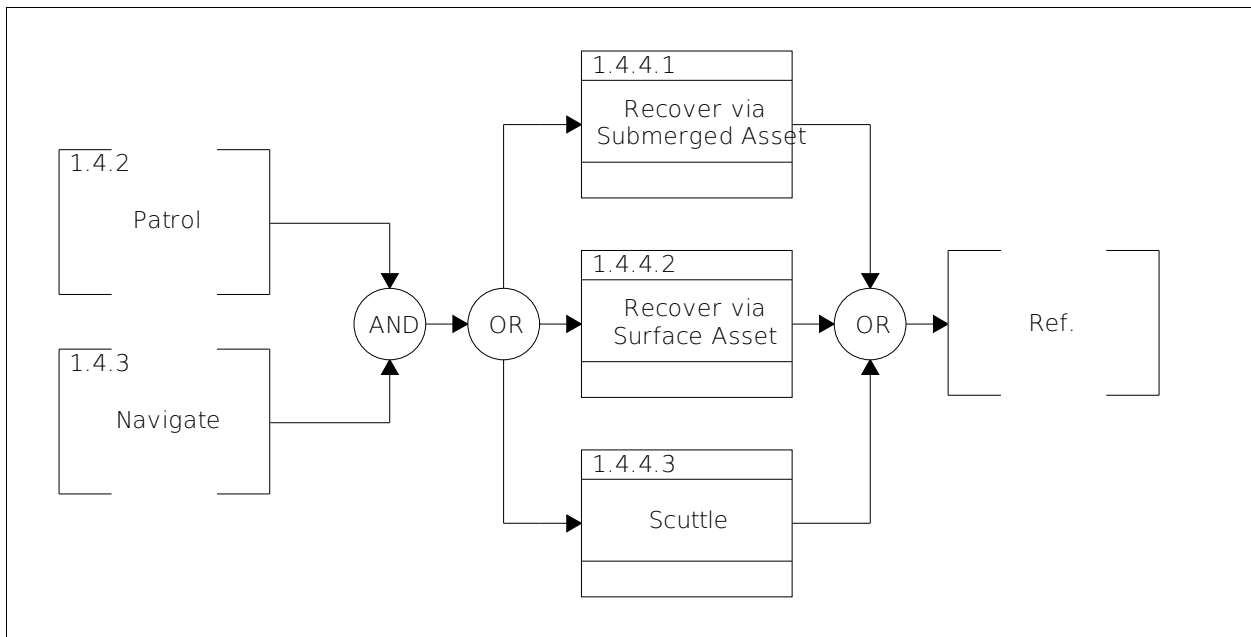 1.4.2
Patrol
1.4.3
Navigate
AND
OR
1.4.4.1
Recover via
Submerged Asset
1.4.4.2
Recover via
Surface Asset
1.4.4.3
Scuttle
OR
Ref.